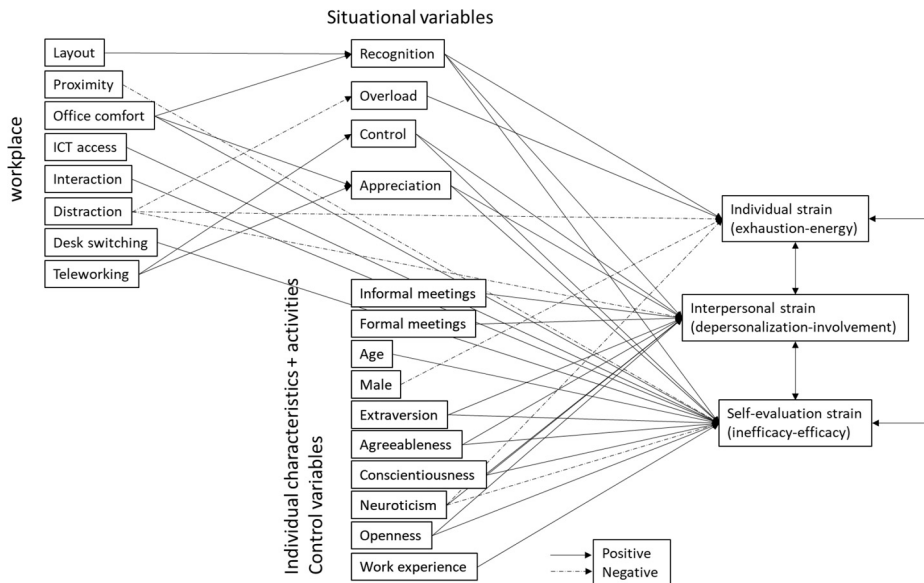 Situational variables
workplace
Layout
Proximity
Office comfort
ICT access
Interaction
Distraction
Desk switching
Teleworking
Recognition
Overload
Control
Appreciation
Individual characteristics + activities
Control variables
Informal meetings
Formal meetings
Age
Male
Extraversion
Agreeableness
Conscientiousness
Neuroticism
Openness
Work experience
Individual strain
(exhaustion-energy)
Interpersonal strain
(depersonalization-involvement)
Self-evaluation strain
(inefficacy-efficacy)
Positive
Negative